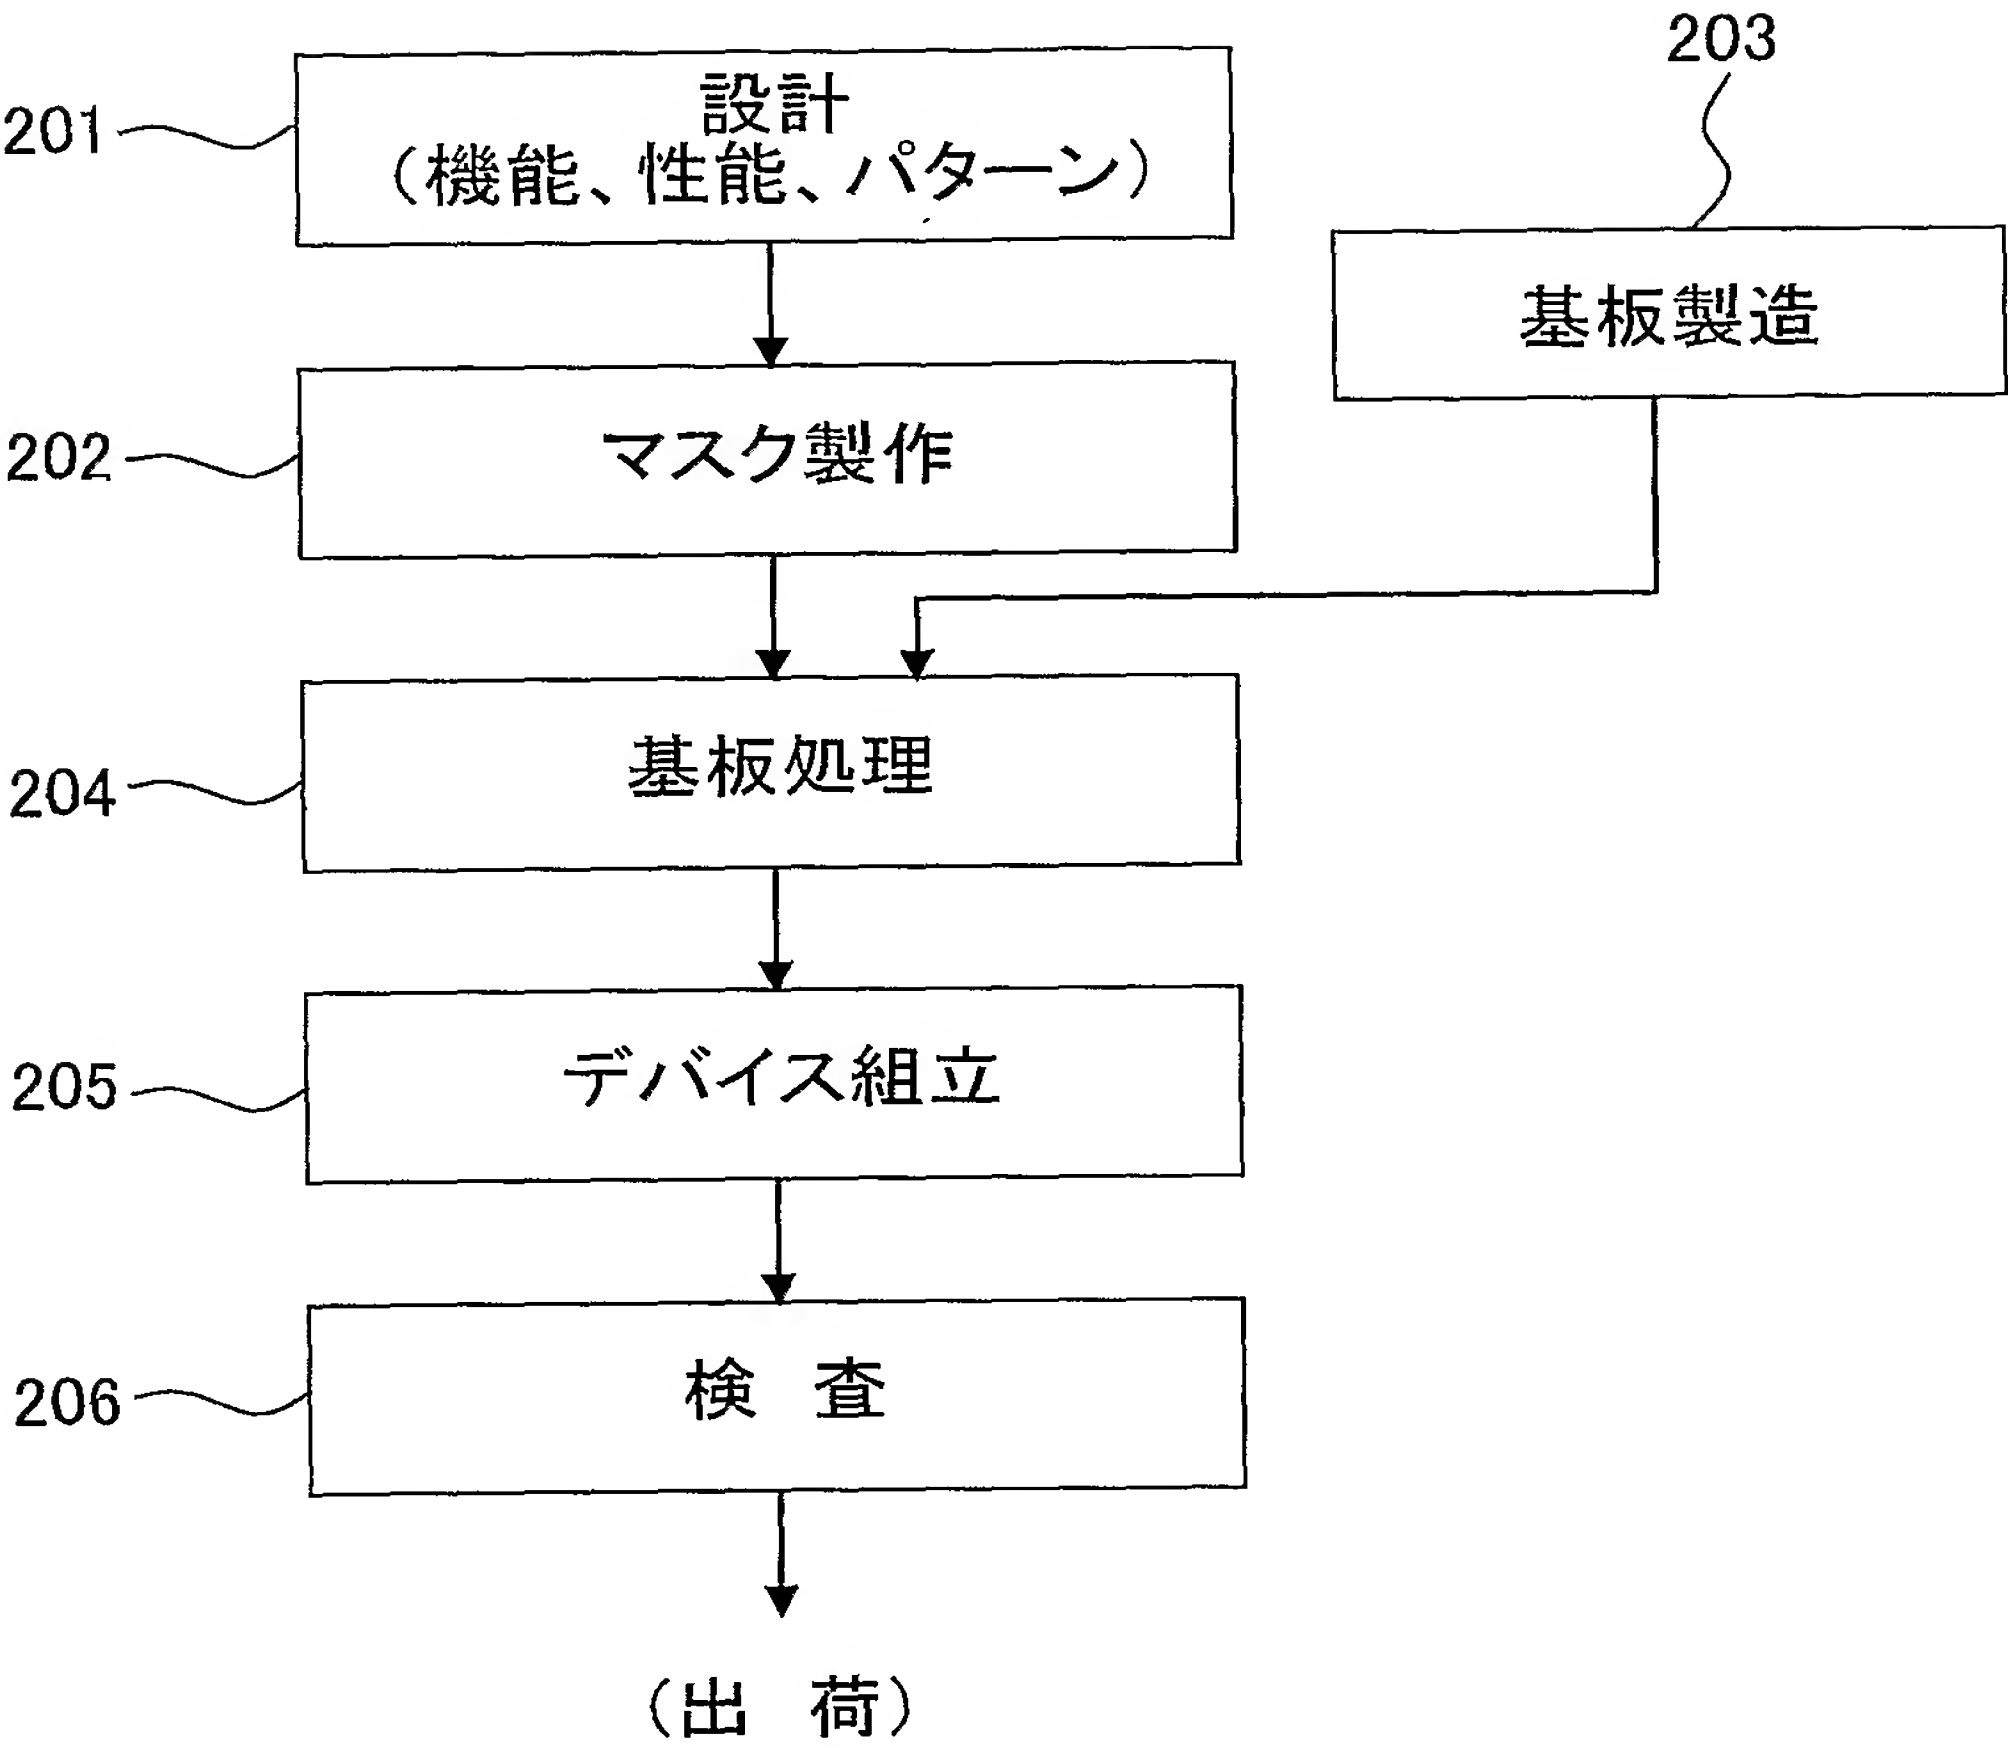 203
201
設計
（機能、性能、パターン）
基板製造
202
マスク製作
204
基板処理
205
デバイス組立
206
検 査
（出 荷）